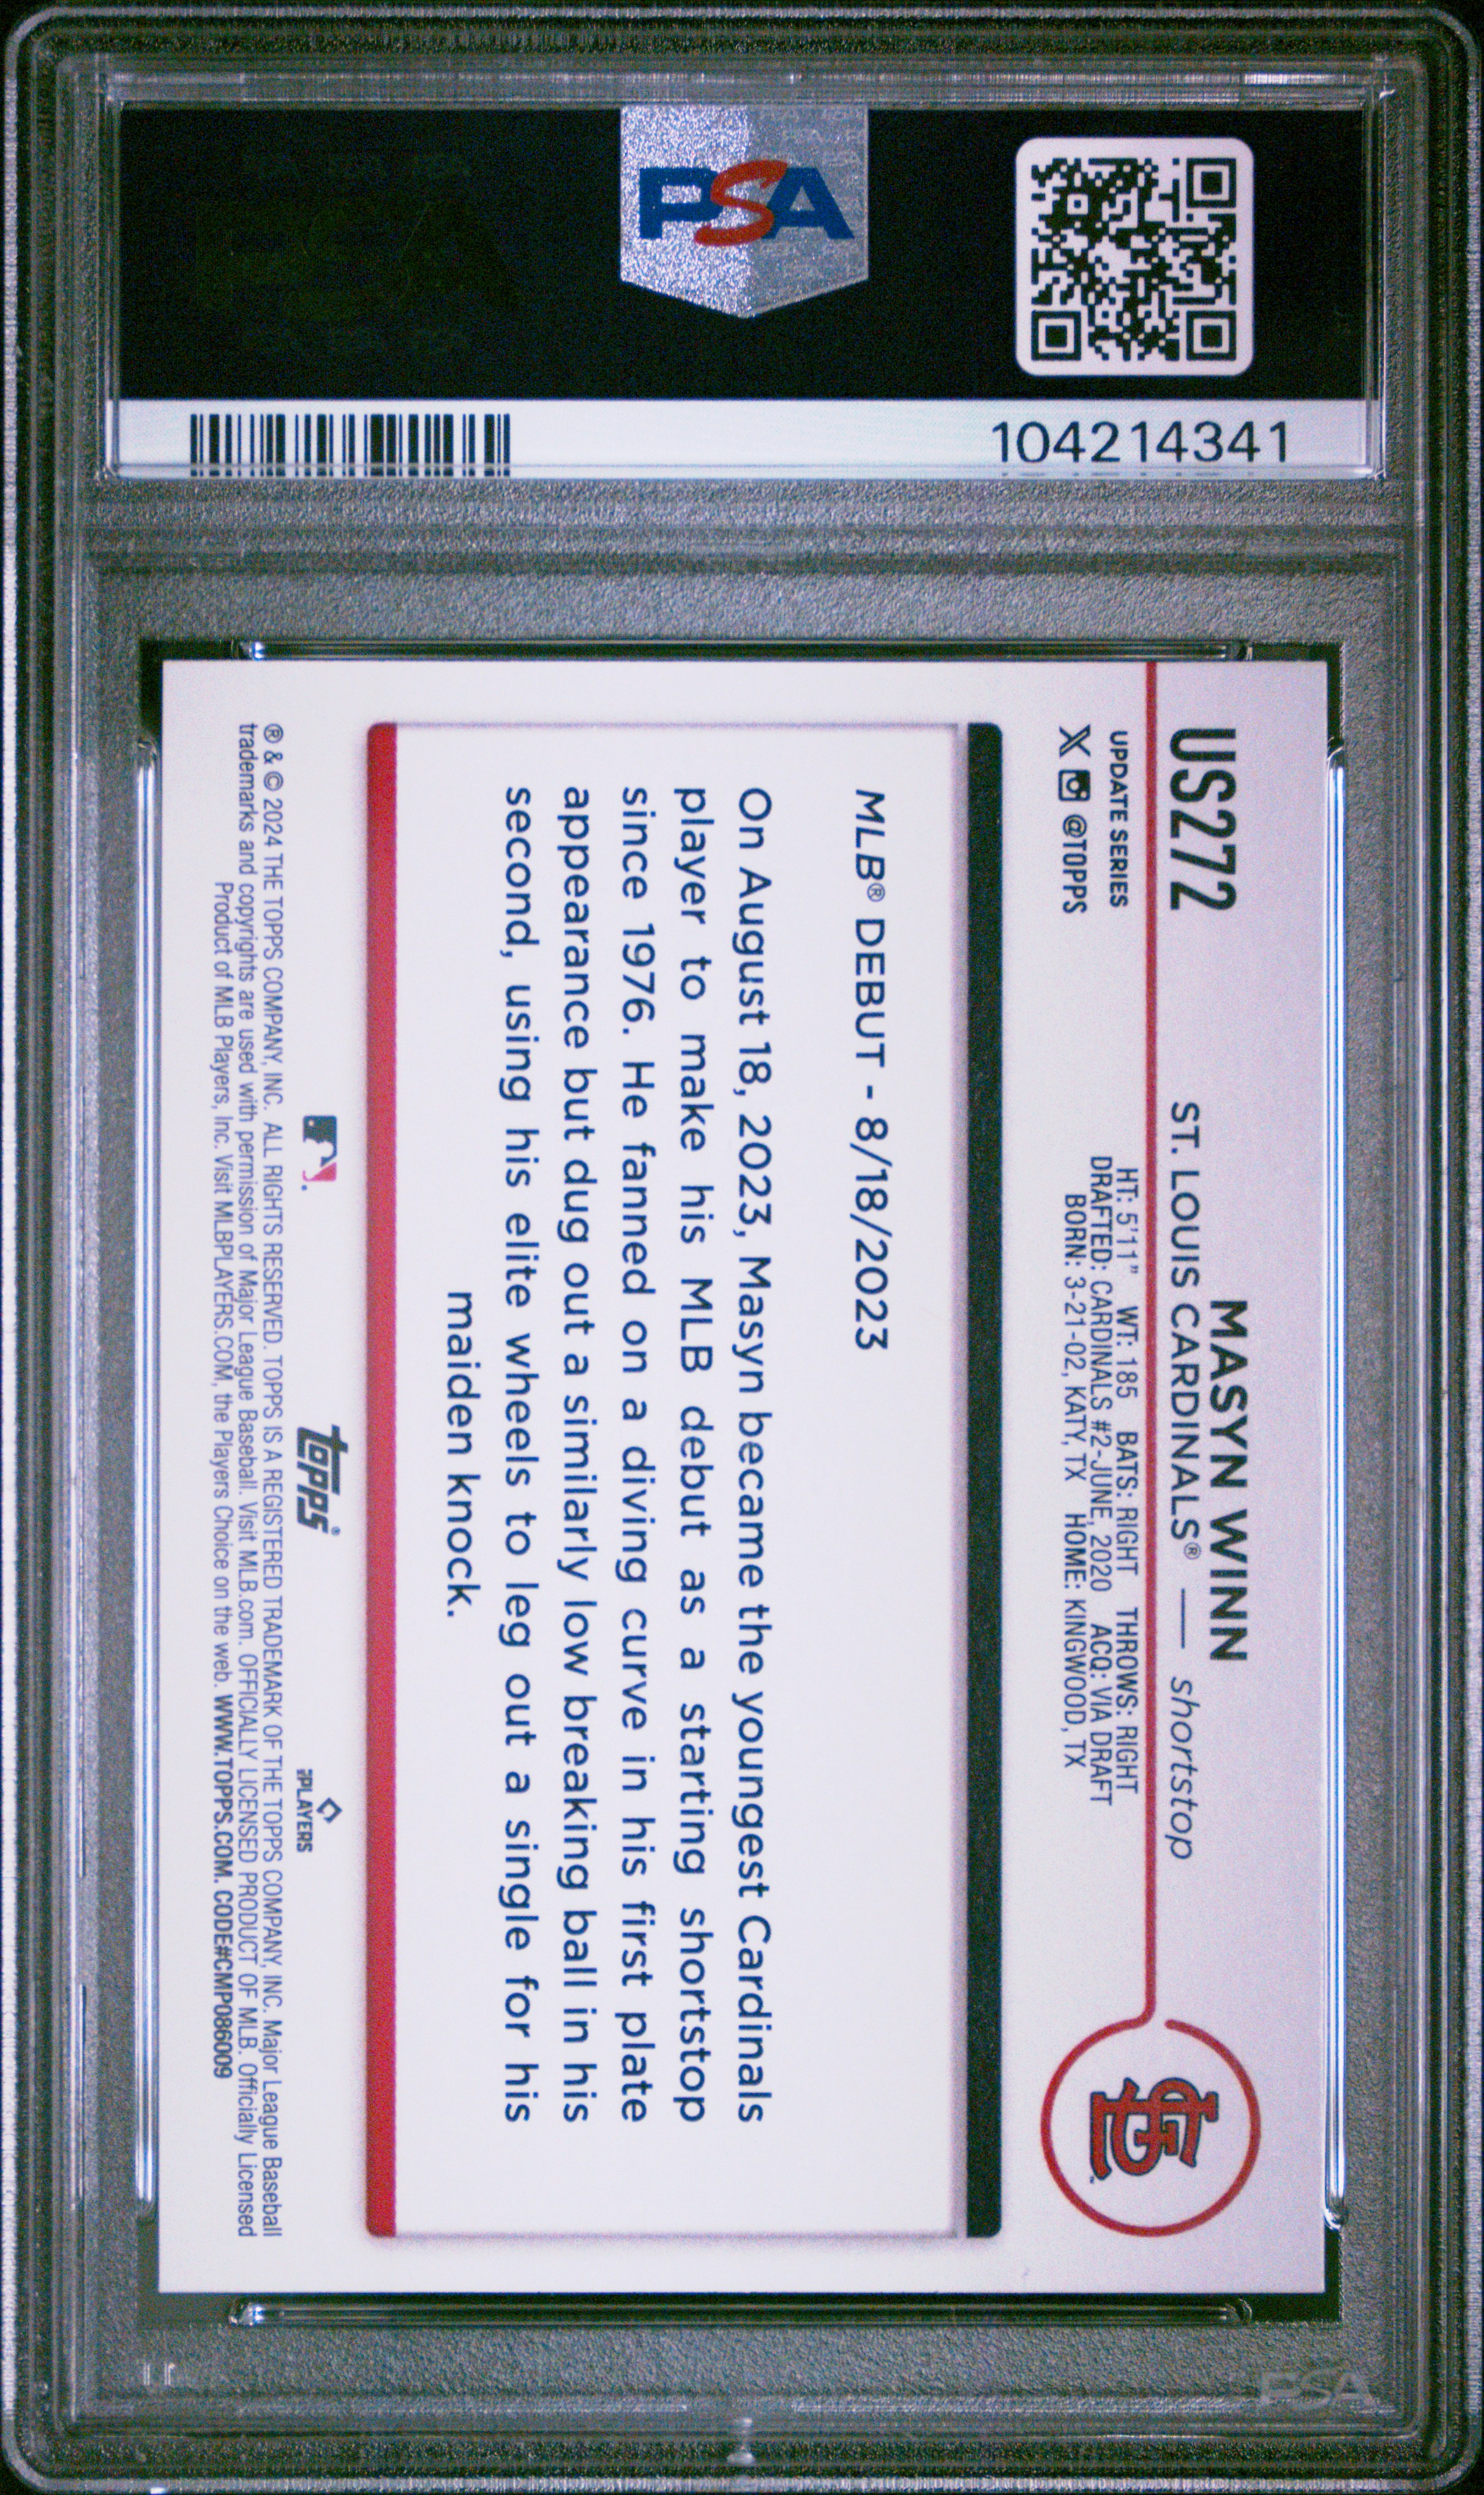 PSA
104214341
US272
MASYN WINN
ST. LOUIS CARDINALS® — shortstop
UPDATE SERIES
X @TOPPS
HT: 5'11" WT: 185 BATS: RIGHT THROWS: RIGHT
DRAFTED: CARDINALS #2-JUNE, 2020 ACQ: VIA DRAFT
BORN: 3-21-02, KATY, TX HOME: KINGWOOD, TX
STL
MLB® DEBUT - 8/18/2023
On August 18, 2023, Masyn became the youngest Cardinals
player to make his MLB debut as a starting shortstop
since 1976. He fanned on a diving curve in his first plate
appearance but dug out a similarly low breaking ball in his
second, using his elite wheels to leg out a single for his
maiden knock.
topps®
PLAYERS
® & © 2024 THE TOPPS COMPANY, INC. ALL RIGHTS RESERVED. TOPPS IS A REGISTERED TRADEMARK OF THE TOPPS COMPANY, INC. Major League Baseball
trademarks and copyrights are used with permission of Major League Baseball. Visit MLB.com. OFFICIALLY LICENSED PRODUCT OF MLB. Officially Licensed
Product of MLB Players, Inc. Visit MLBPLAYERS.COM, the Players Choice on the web. WWW.TOPPS.COM. CODE#CMP086009
PSA